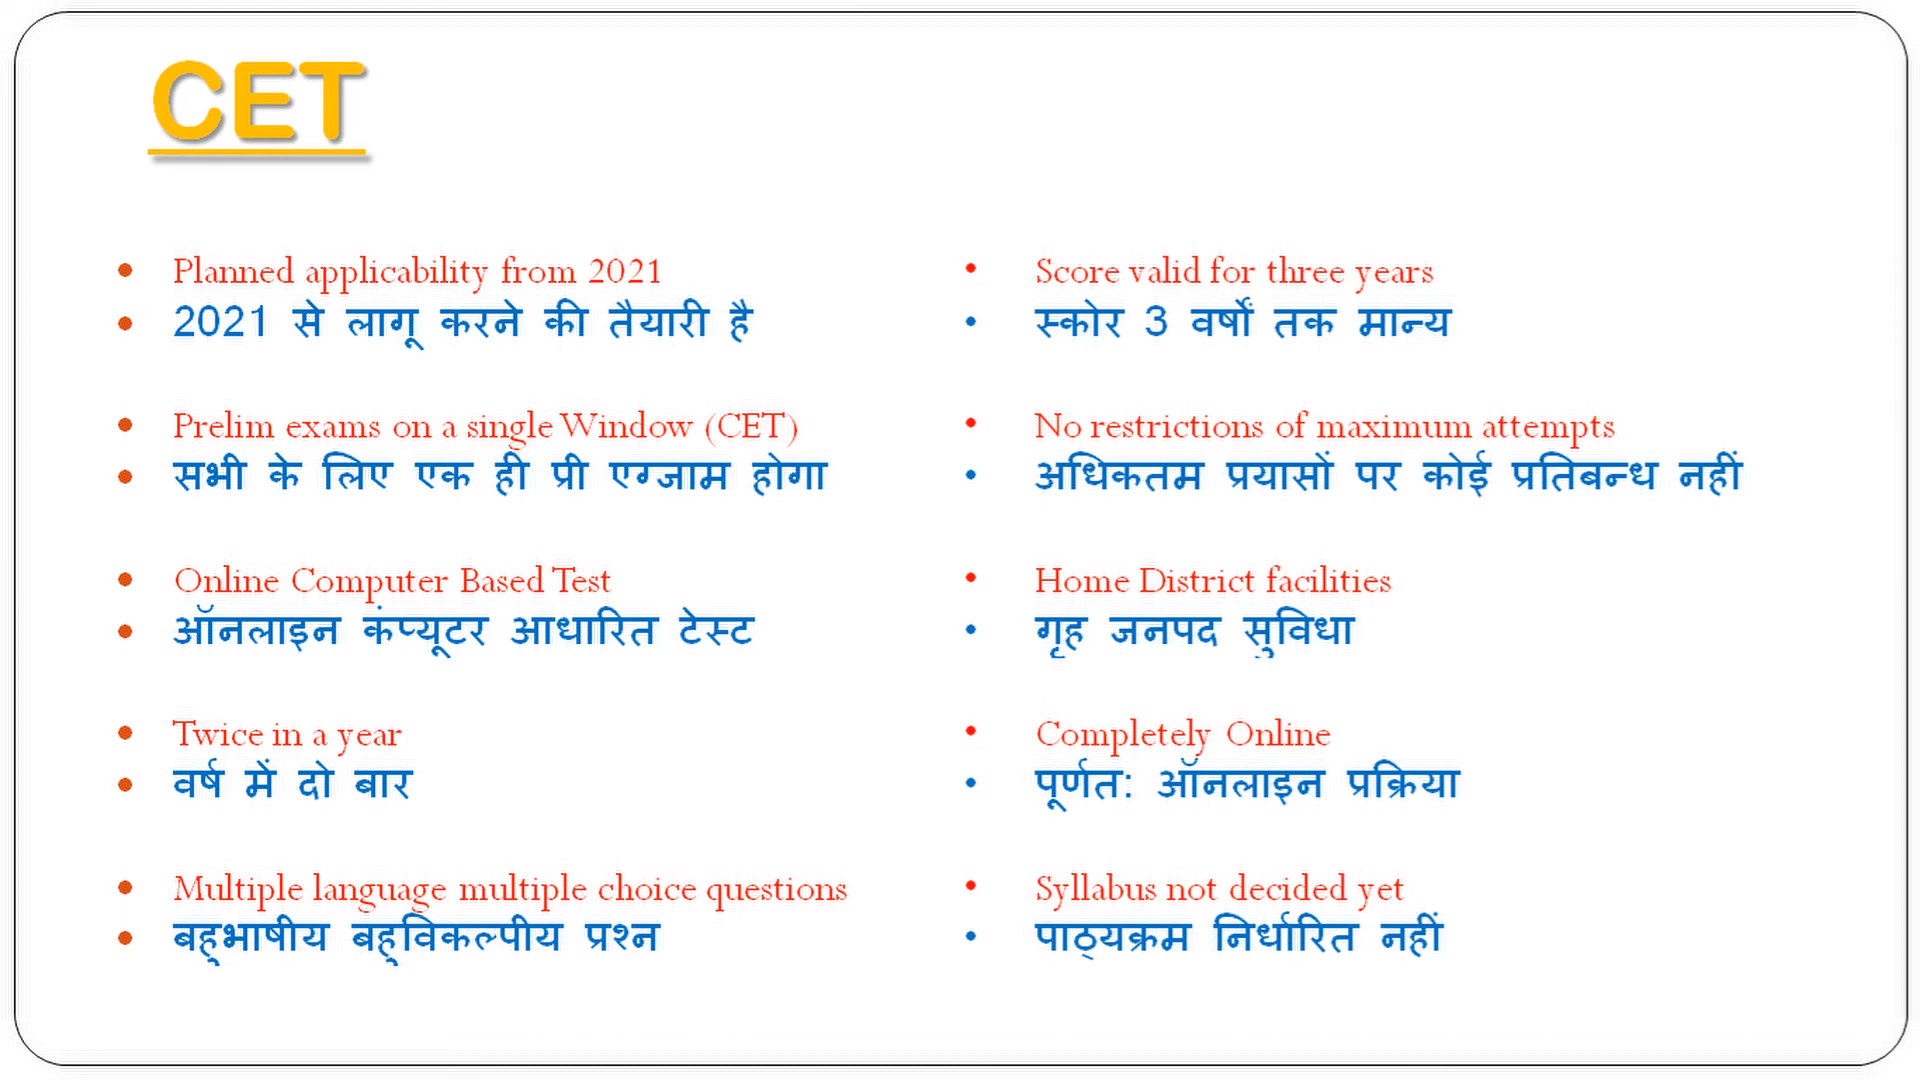 CET
Planned applicability from 2021
2021 से लागू करने की तैयारी है
Prelim exams on a single Window (CET)
सभी के लिए एक ही प्री एग्जाम होगा
Online Computer Based Test
ऑनलाइन कंप्यूटर आधारित टेस्ट
Twice in a year
वर्ष में दो बार
Multiple language multiple choice questions
बहुभाषीय बहुविकल्पीय प्रश्न
Score valid for three years
स्कोर 3 वर्षों तक मान्य
No restrictions of maximum attempts
अधिकतम प्रयासों पर कोई प्रतिबन्ध नहीं
Home District facilities
गृह जनपद सुविधा
Completely Online
पूर्णत: ऑनलाइन प्रक्रिया
Syllabus not decided yet
पाठ्यक्रम निर्धारित नहीं